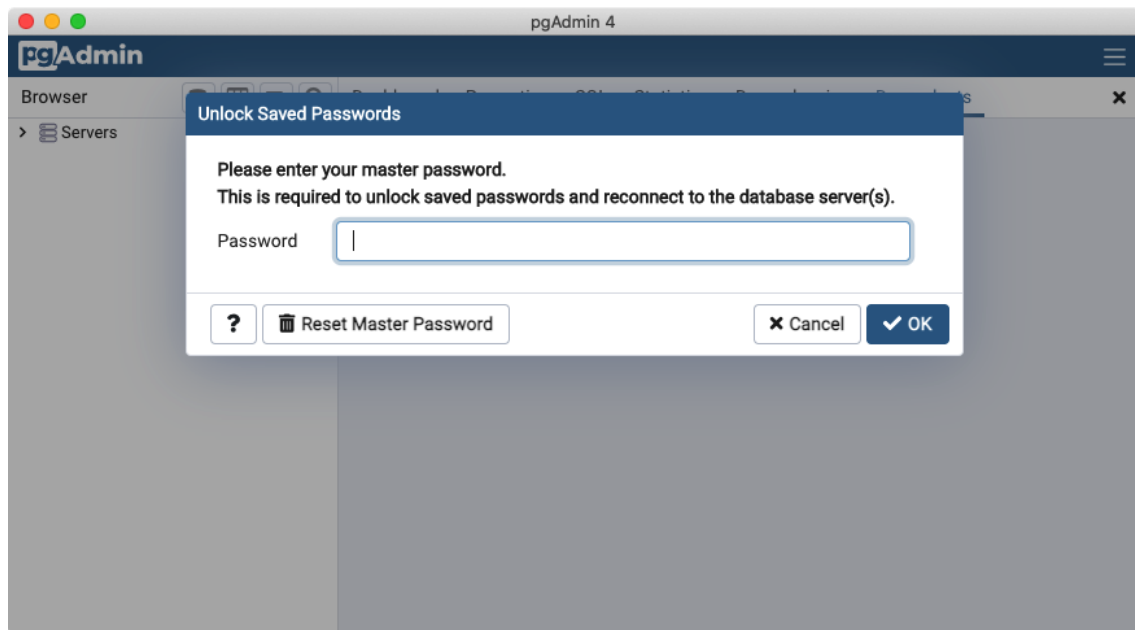 pgAdmin 4
pgAdmin
Browser
Servers
Unlock Saved Passwords
Please enter your master password.
This is required to unlock saved passwords and reconnect to the database server(s).
Password
? Reset Master Password Cancel OK